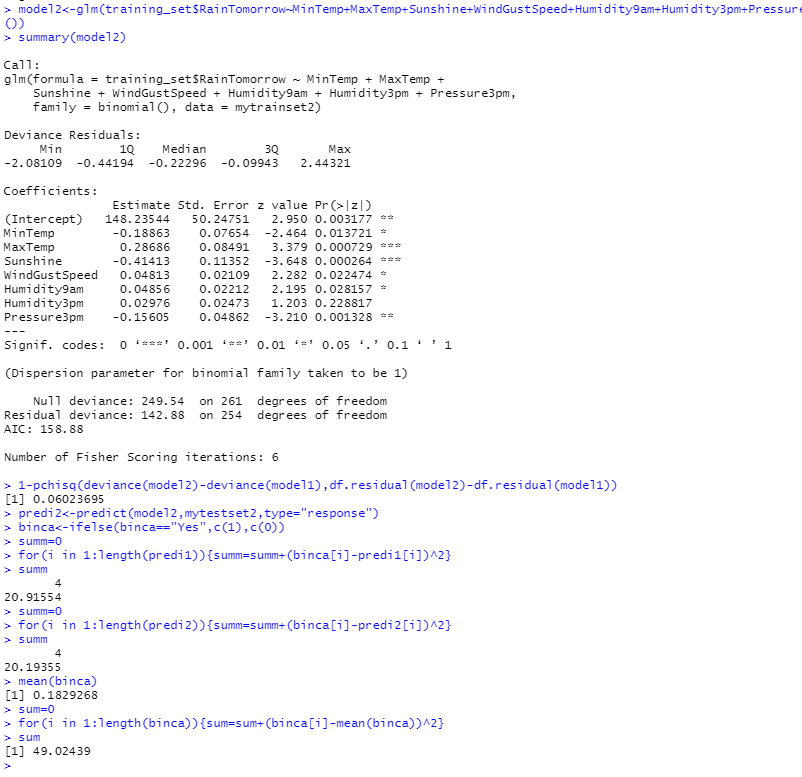 > model2<-glm(training_set$RainTomorrow~MinTemp+MaxTemp+Sunshine+WindGustSpeed+Humidity9am+Humidity3pm+Pressure
())
> summary(model2)
Call:
glm(formula = training_set$RainTomorrow ~ MinTemp + MaxTemp +
    Sunshine + WindGustSpeed + Humidity9am + Humidity3pm + Pressure3pm,
    family = binomial(), data = mytrainset2)
Deviance Residuals:
     Min       1Q   Median       3Q      Max
-2.08109  -0.44194  -0.22296  -0.09943   2.44321
Coefficients:
               Estimate Std. Error z value Pr(>|z|)
(Intercept)   148.23544   50.24751   2.950 0.003177 **
MinTemp        -0.18863    0.07654  -2.464 0.013721 *
MaxTemp         0.28686    0.08491   3.379 0.000729 ***
Sunshine       -0.41413    0.11352  -3.648 0.000264 ***
WindGustSpeed   0.04813    0.02109   2.282 0.022474 *
Humidity9am     0.04856    0.02212   2.195 0.028157 *
Humidity3pm     0.02976    0.02473   1.203 0.228817
Pressure3pm    -0.15605    0.04862  -3.210 0.001328 **
---
Signif. codes:  0 ‘***’ 0.001 ‘**’ 0.01 ‘*’ 0.05 ‘.’ 0.1 ‘ ’ 1
(Dispersion parameter for binomial family taken to be 1)
    Null deviance: 249.54  on 261  degrees of freedom
Residual deviance: 142.88  on 254  degrees of freedom
AIC: 158.88
Number of Fisher Scoring iterations: 6
> 1-pchisq(deviance(model2)-deviance(model1),df.residual(model2)-df.residual(model1))
[1] 0.06023695
> predi2<-predict(model2,mytestset2,type="response")
> binca<-ifelse(binca=="Yes",c(1),c(0))
> summ=0
> for(i in 1:length(predi1)){summ=summ+(binca[i]-predi1[i])^2}
> summ
       4
20.91554
> summ=0
> for(i in 1:length(predi2)){summ=summ+(binca[i]-predi2[i])^2}
> summ
       4
20.19355
> mean(binca)
[1] 0.1829268
> sum=0
> for(i in 1:length(binca)){sum=sum+(binca[i]-mean(binca))^2}
> sum
[1] 49.02439
>